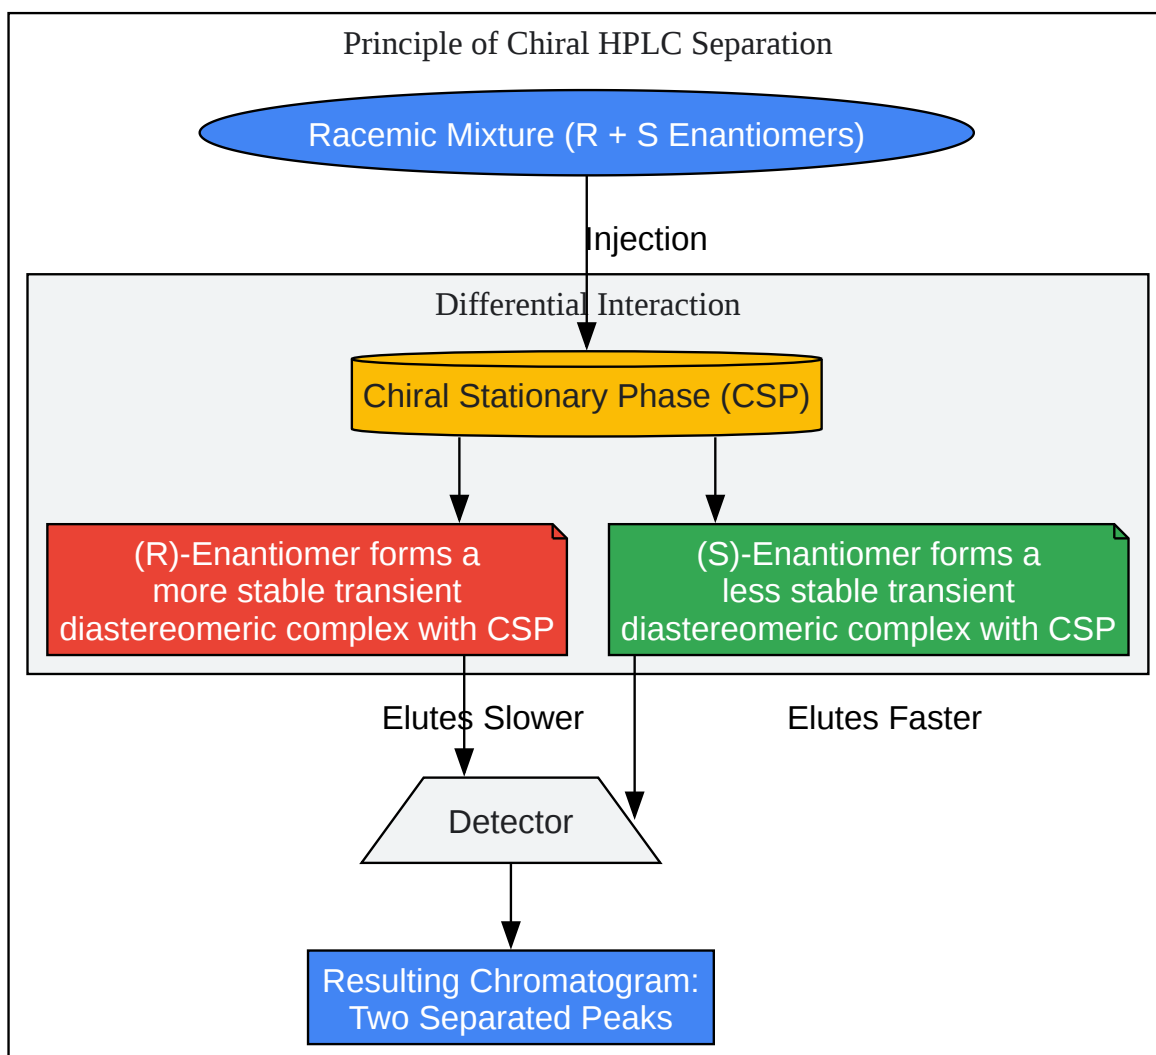 Principle of Chiral HPLC Separation
Racemic Mixture (R + S Enantiomers)
Injection
Differential Interaction
Chiral Stationary Phase (CSP)
(R)-Enantiomer forms a
more stable transient
diastereomeric complex with CSP
(S)-Enantiomer forms a
less stable transient
diastereomeric complex with CSP
Elutes Slower
Elutes Faster
Detector
Resulting Chromatogram:
Two Separated Peaks